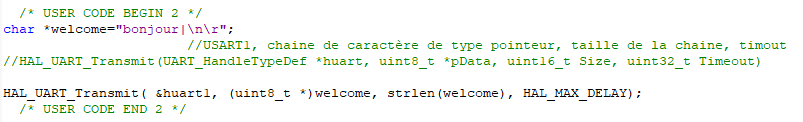 /* USER CODE BEGIN 2 */
char *welcome="bonjour|\n\r";
//USART1, chaine de caractère de type pointeur, taille de la chaine, timout
//HAL_UART_Transmit(UART_HandleTypeDef *huart, uint8_t *pData, uint16_t Size, uint32_t Timeout)
HAL_UART_Transmit( &huart1, (uint8_t *)welcome, strlen(welcome), HAL_MAX_DELAY);
/* USER CODE END 2 */